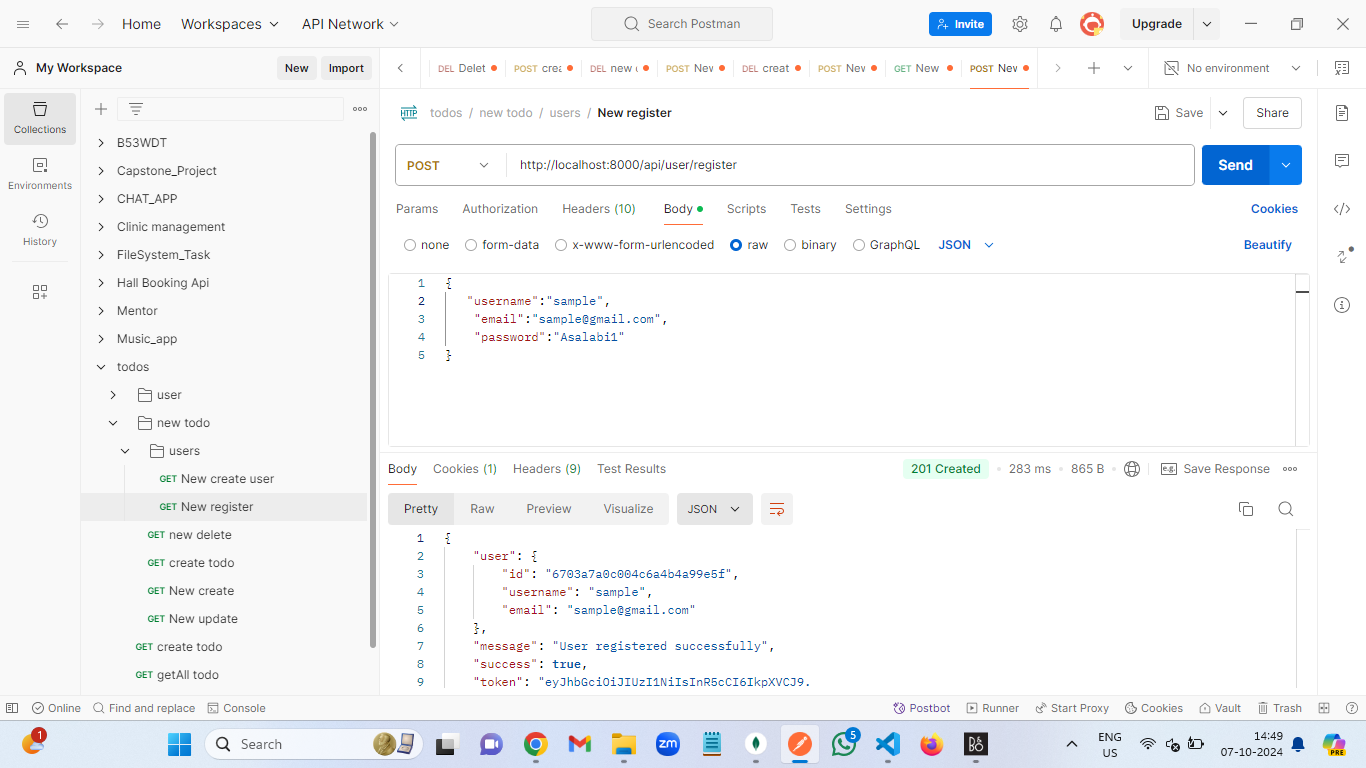 Home Workspaces API Network Search Postman Invite Upgrade
My Workspace New Import DEL Delet POST crea DEL new POST Nev DEL creat POST Nev GET New POST Nev No environment
Collections
Environments
History
B53WDT
Capstone_Project
CHAT_APP
Clinic management
FileSystem_Task
Hall Booking Api
Mentor
Music_app
todos
user
new todo
users
GET New create user
GET New register
GET new delete
GET create todo
GET New create
GET New update
GET create todo
GET getAll todo
HTTP todos / new todo / users / New register Save Share
POST http://localhost:8000/api/user/register Send
Params Authorization Headers (10) Body Scripts Tests Settings Cookies
none form-data x-www-form-urlencoded raw binary GraphQL JSON Beautify
1 {
2 "username":"sample",
3 "email":"sample@gmail.com",
4 "password":"Asalabi1"
5 }
Body Cookies (1) Headers (9) Test Results 201 Created 283 ms 865 B e.g. Save Response
Pretty Raw Preview Visualize JSON
1 {
2 "user": {
3 "id": "6703a7a0c004c6a4b4a99e5f",
4 "username": "sample",
5 "email": "sample@gmail.com"
6 },
7 "message": "User registered successfully",
8 "success": true,
9 "token": "eyJhbGciOiJIUzI1NiIsInR5cCI6IkpXVCJ9.
Online Find and replace Console Postbot Runner Start Proxy Cookies Vault Trash
1 Search zm 5 B&BO ENG 14:49
US 07-10-2024 PRE